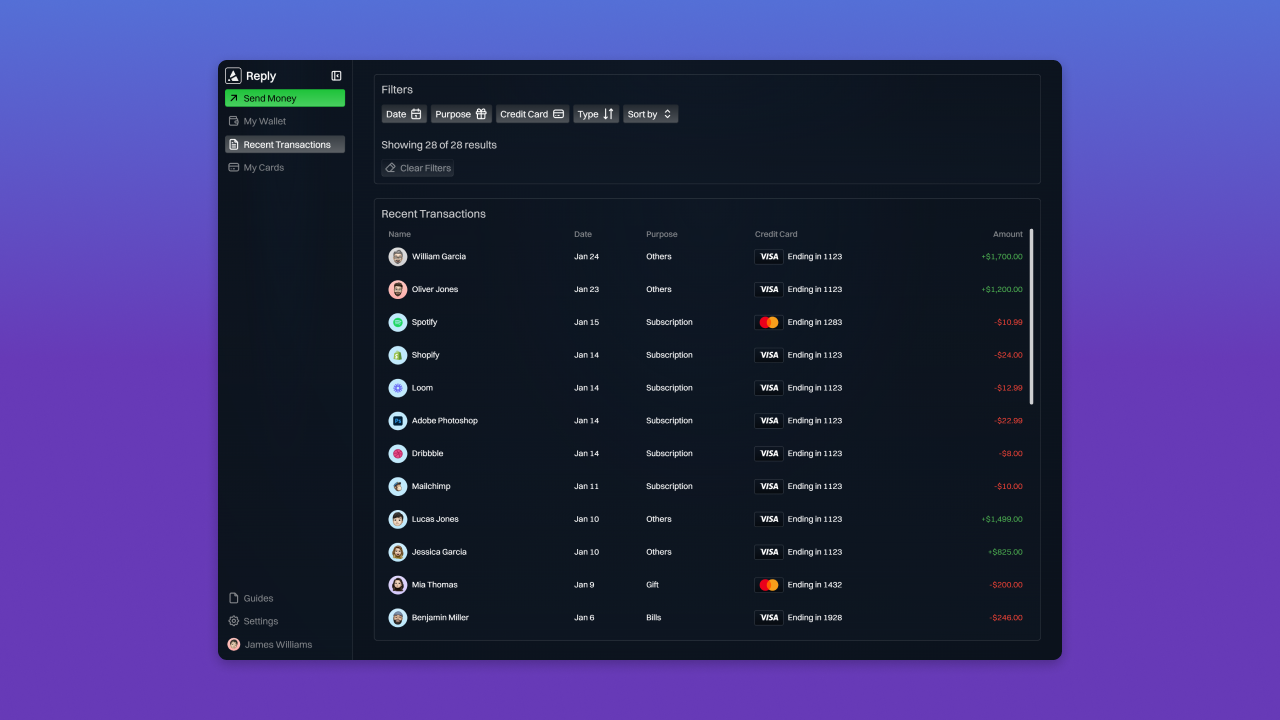 Reply
Send Money
My Wallet
Recent Transactions
My Cards
Guides
Settings
James Williams
Filters
Date Purpose Credit Card Type Sort by
Showing 28 of 28 results
Clear Filters
Recent Transactions
Name Date Purpose Credit Card Amount
William Garcia Jan 24 Others VISA Ending in 1123 +$1,700.00
Oliver Jones Jan 23 Others VISA Ending in 1123 +$1,200.00
Spotify Jan 15 Subscription Ending in 1283 -$10.99
Shopify Jan 14 Subscription VISA Ending in 1123 -$24.00
Loom Jan 14 Subscription VISA Ending in 1123 -$12.99
Ps Adobe Photoshop Jan 14 Subscription VISA Ending in 1123 -$22.99
Dribbble Jan 14 Subscription VISA Ending in 1123 -$8.00
Mailchimp Jan 11 Subscription VISA Ending in 1123 -$10.00
Lucas Jones Jan 10 Others VISA Ending in 1123 +$1,499.00
Jessica Garcia Jan 10 Others VISA Ending in 1123 +$825.00
Mia Thomas Jan 9 Gift Ending in 1432 -$200.00
Benjamin Miller Jan 6 Bills VISA Ending in 1928 -$246.00